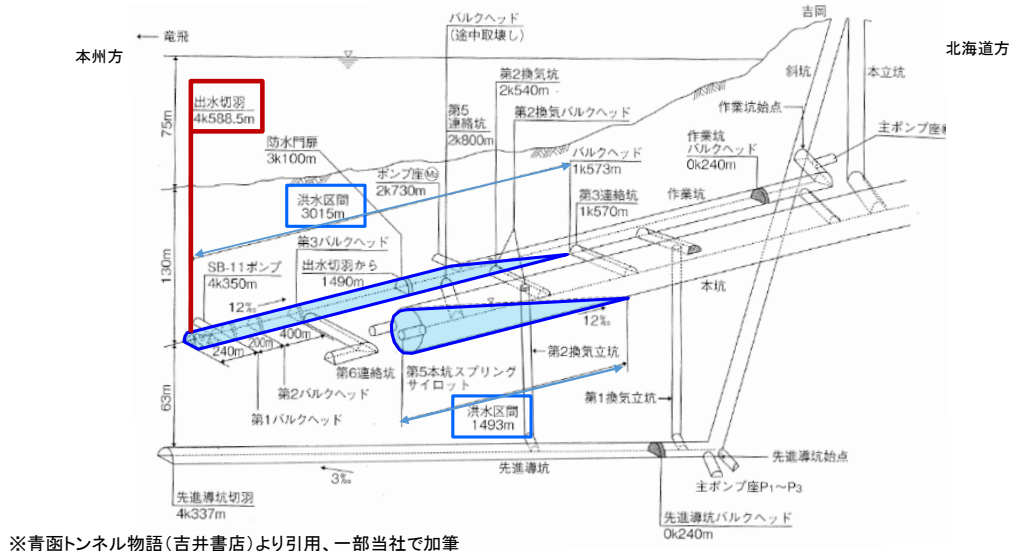 吉岡
本州方
← 竜飛
バルクヘッド
(途中取壊し)
北海道方
斜坑
本立坑
出水切羽
4k588.5m
75m
第2換気坑
2k540m
第2換気バルクヘッド
作業坑始点
第5
連絡坑
2k800m
防水門扉
3k100m
作業坑
バルクヘッド
0k240m
主ポンプ座
バルクヘッド
1k573m
ポンプ座
2k730m
洪水区間
3015m
第3連絡坑
1k570m
作業坑
130m
第3バルクヘッド
SB-11ポンプ
4k350m
出水切羽から
1490m
本坑
12‰
12‰
240m
200m
400m
第6連絡坑
第5本坑スプリング
サイロット
第2換気立坑
第2バルクヘッド
第1バルクヘッド
63m
洪水区間
1493m
第1換気立坑
先進導坑
3‰
先進導坑始点
主ポンプ座P₁～P₃
先進導坑切羽
4k337m
先進導坑バルクヘッド
0k240m
※青函トンネル物語(吉井書店)より引用、一部当社で加筆